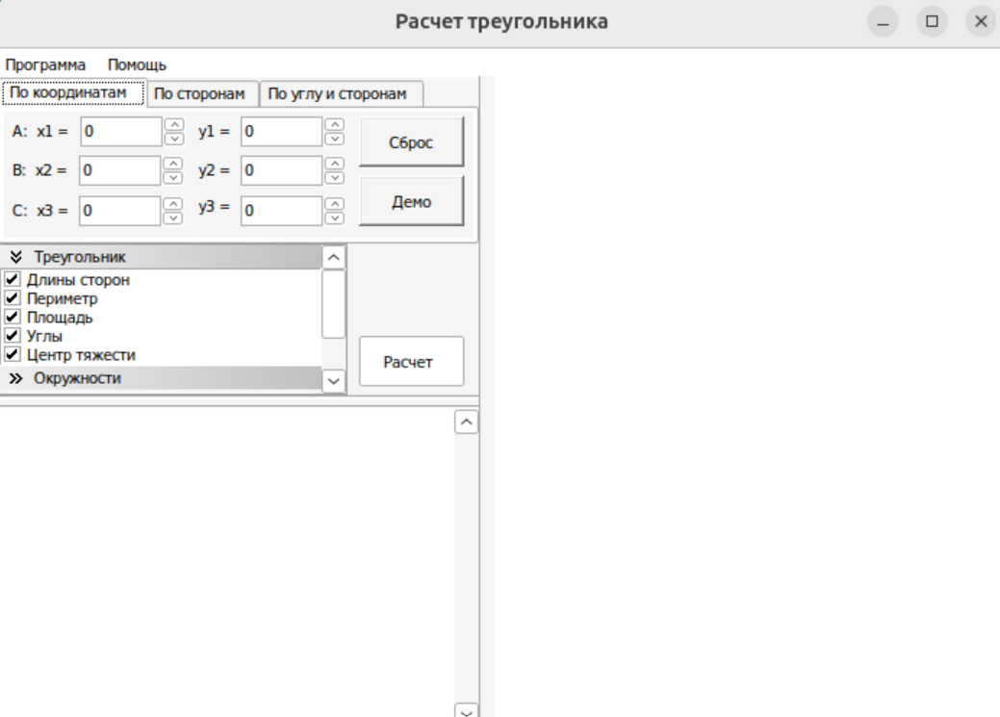 Расчет треугольника
Программа Помощь
По координатам По сторонам По углу и сторонам
A: x1 = 0 y1 = 0
B: x2 = 0 y2 = 0
C: x3 = 0 y3 = 0
Сброс
Демо
Треугольник
Длины сторон
Периметр
Площадь
Углы
Центр тяжести
Окружности
Расчет